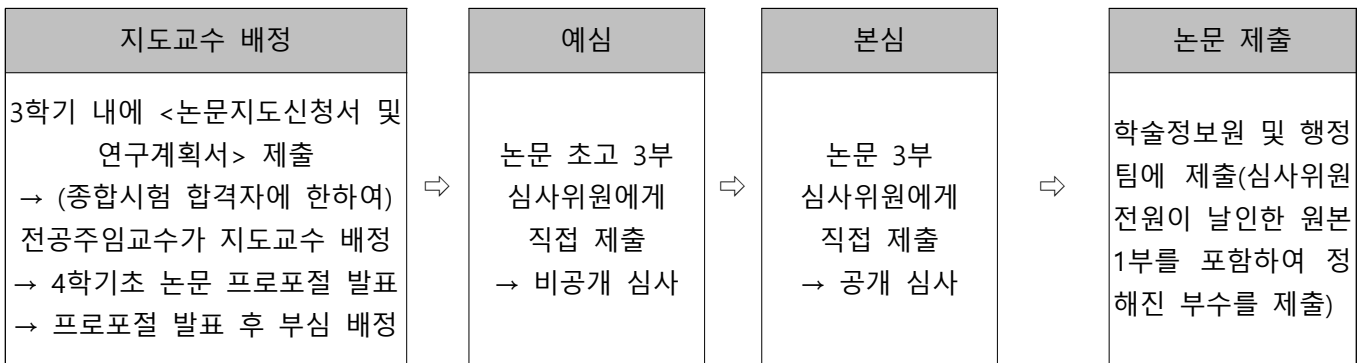 지도교수 배정
3학기 내에 <논문지도신청서 및
연구계획서> 제출
→ (종합시험 합격자에 한하여)
전공주임교수가 지도교수 배정
→ 4학기초 논문 프로포절 발표
→ 프로포절 발표 후 부심 배정
⇨
예심
논문 초고 3부
심사위원에게
직접 제출
→ 비공개 심사
⇨
본심
논문 3부
심사위원에게
직접 제출
→ 공개 심사
⇨
논문 제출
학술정보원 및 행정
팀에 제출(심사위원
전원이 날인한 원본
1부를 포함하여 정
해진 부수를 제출)